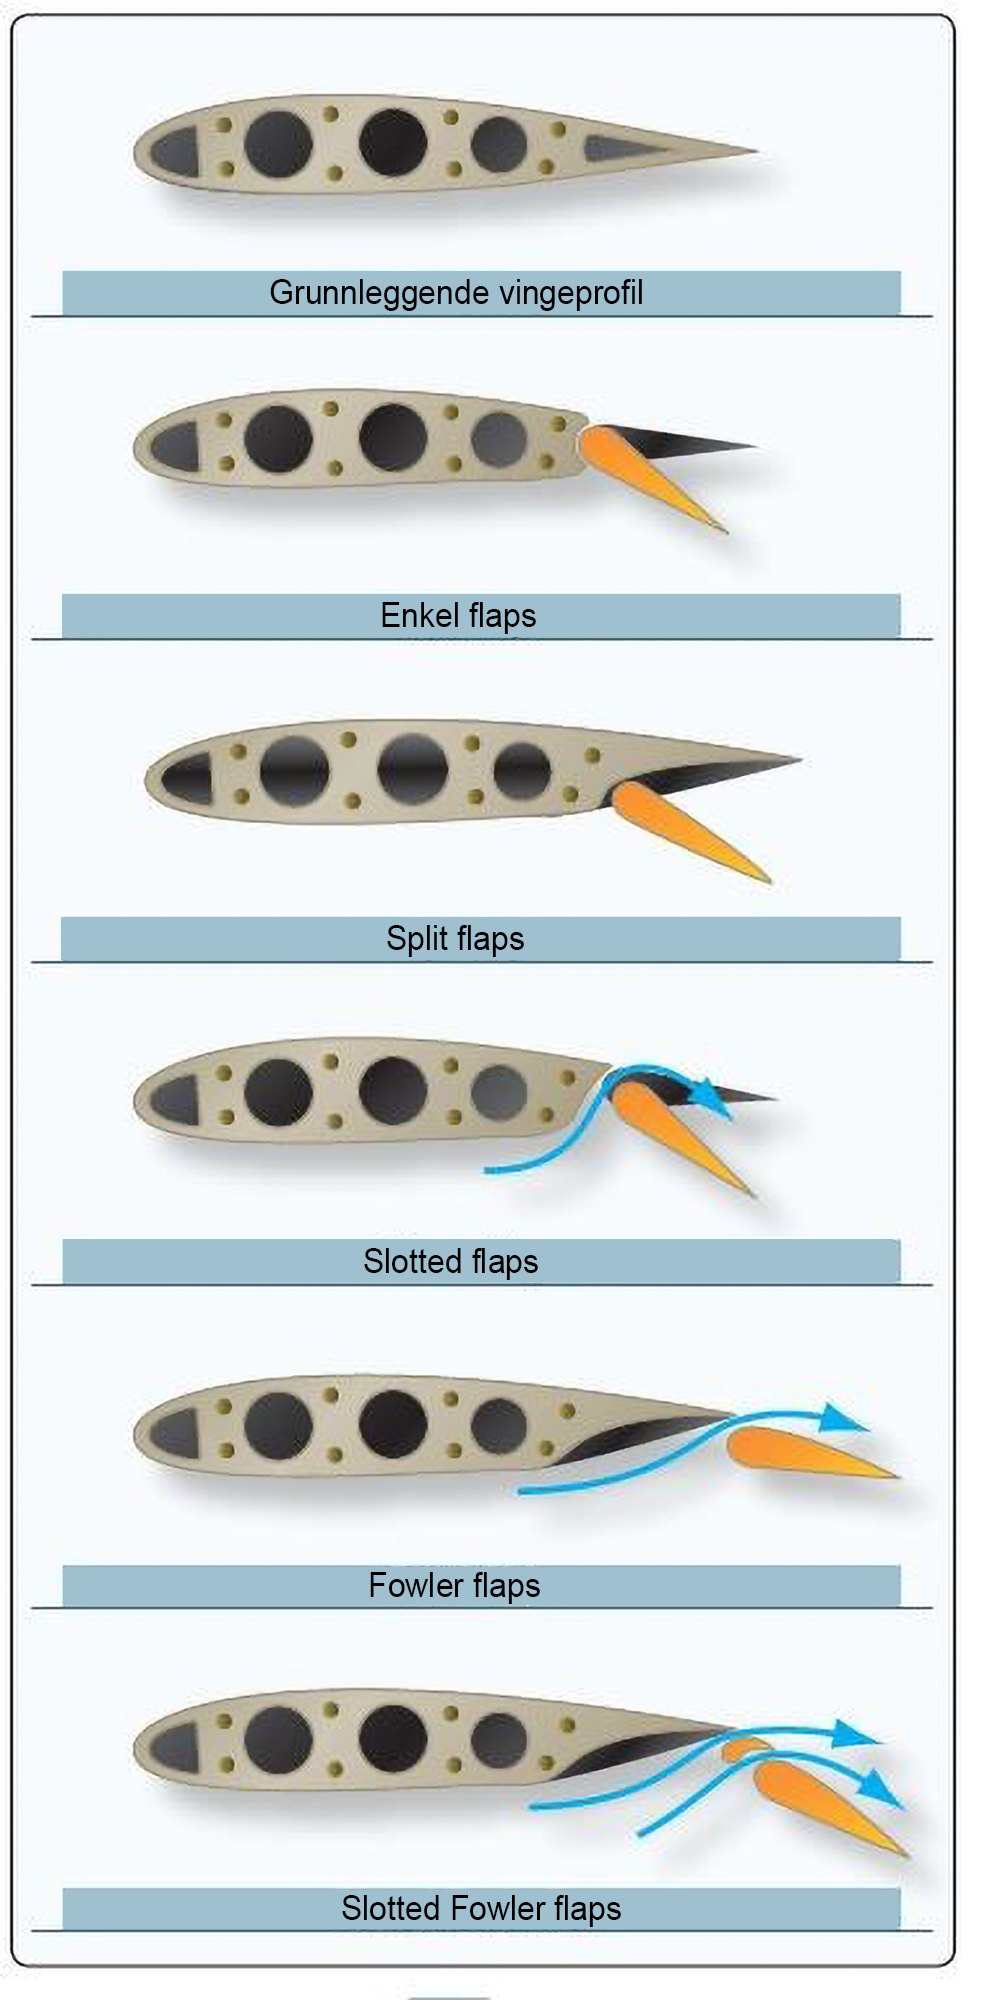 Grunnleggende vingeprofil
Enkel flaps
Split flaps
Slotted flaps
Fowler flaps
Slotted Fowler flaps